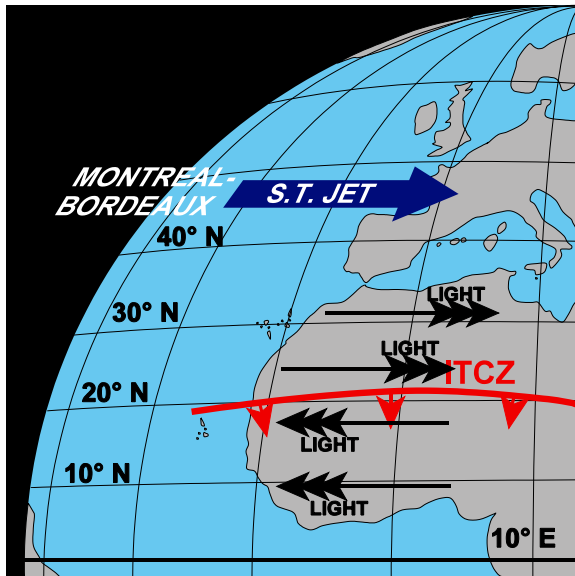 MONTREAL-
BORDEAUX
S.T. JET
40° N
LIGHT
30° N
LIGHT
ITCZ
20° N
LIGHT
10° N
LIGHT
10° E